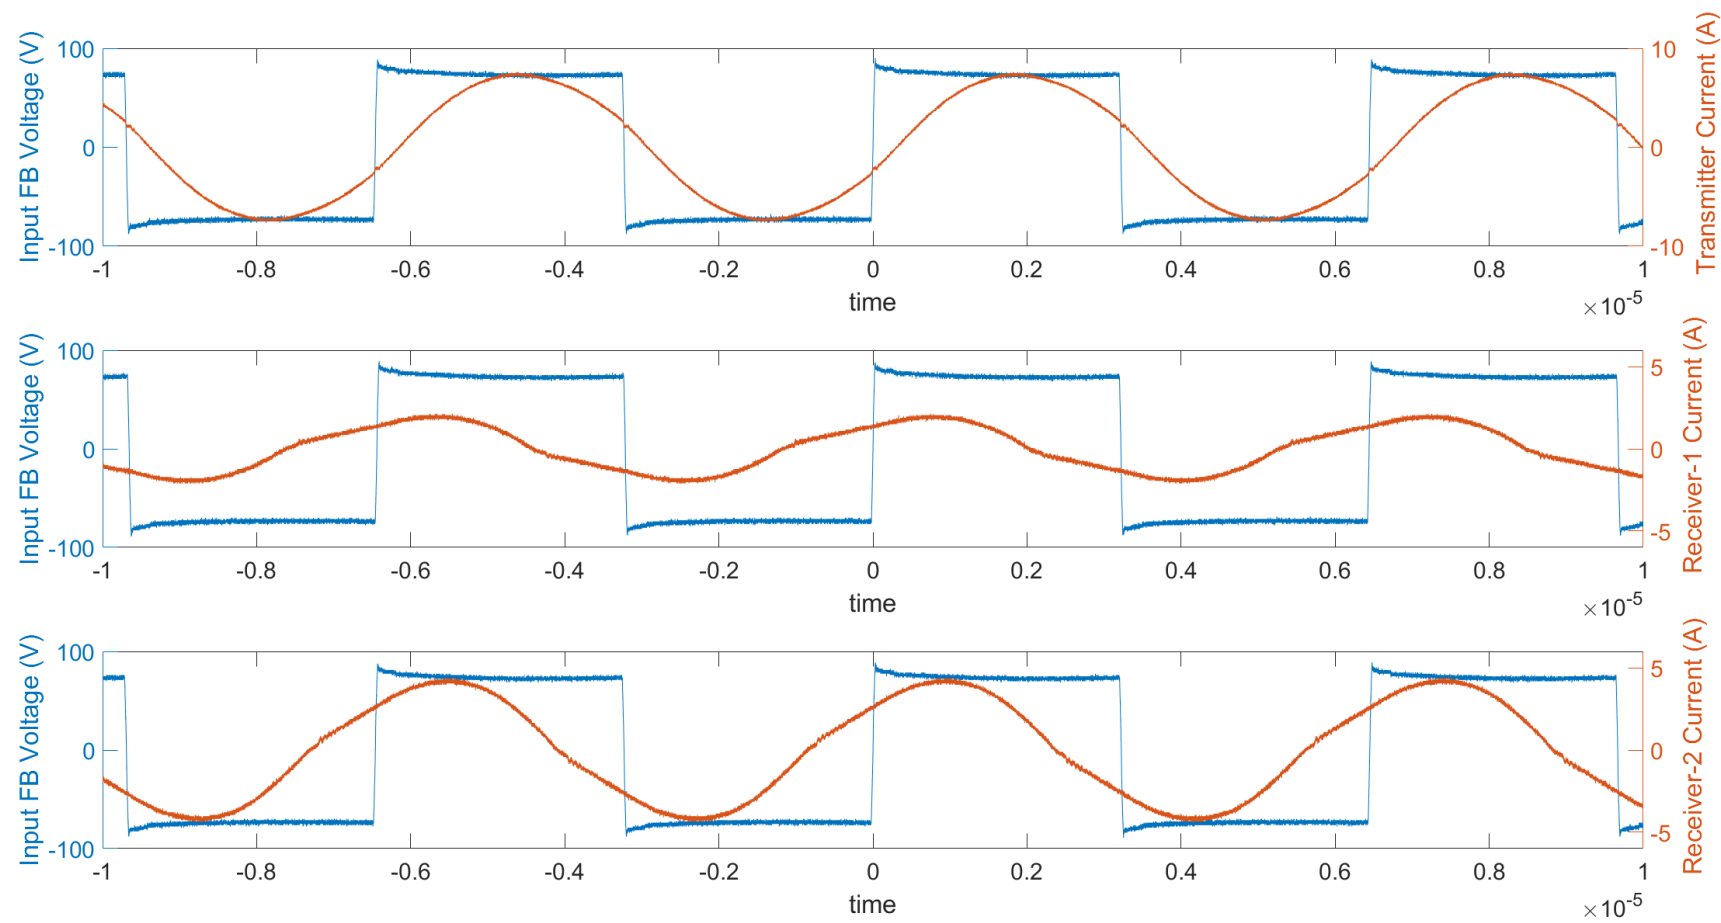 Input FB Voltage (V)
100
0
-100
10
0
-10
Transmitter Current (A)
-1 -0.8 -0.6 -0.4 -0.2 0 0.2 0.4 0.6 0.8 1
time
×10-5
Input FB Voltage (V)
100
0
-100
5
0
-5
Receiver-1 Current (A)
-1 -0.8 -0.6 -0.4 -0.2 0 0.2 0.4 0.6 0.8 1
time
×10-5
Input FB Voltage (V)
100
0
-100
5
0
-5
Receiver-2 Current (A)
-1 -0.8 -0.6 -0.4 -0.2 0 0.2 0.4 0.6 0.8 1
time
×10-5